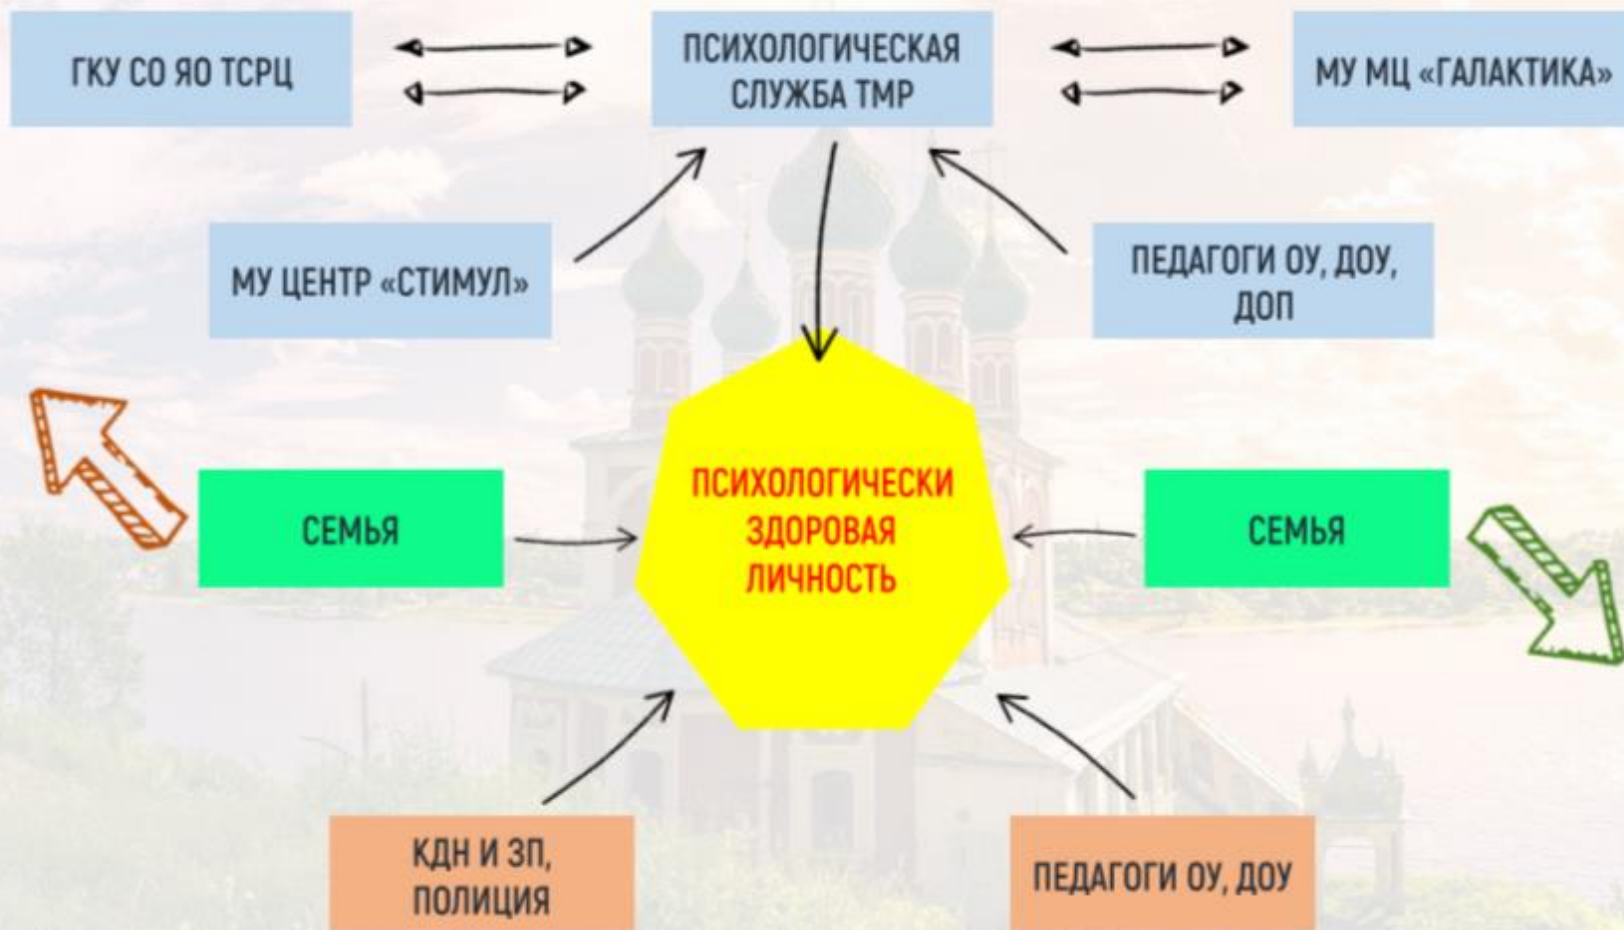 ГКУ СО ЯО ТСРЦ
ПСИХОЛОГИЧЕСКАЯ
СЛУЖБА ТМР
МУ МЦ «ГАЛАКТИКА»
МУ ЦЕНТР «СТИМУЛ»
ПЕДАГОГИ ОУ, ДОУ,
ДОП
СЕМЬЯ
ПСИХОЛОГИЧЕСКИ
ЗДОРОВАЯ
ЛИЧНОСТЬ
СЕМЬЯ
КДН И ЗП,
ПОЛИЦИЯ
ПЕДАГОГИ ОУ, ДОУ